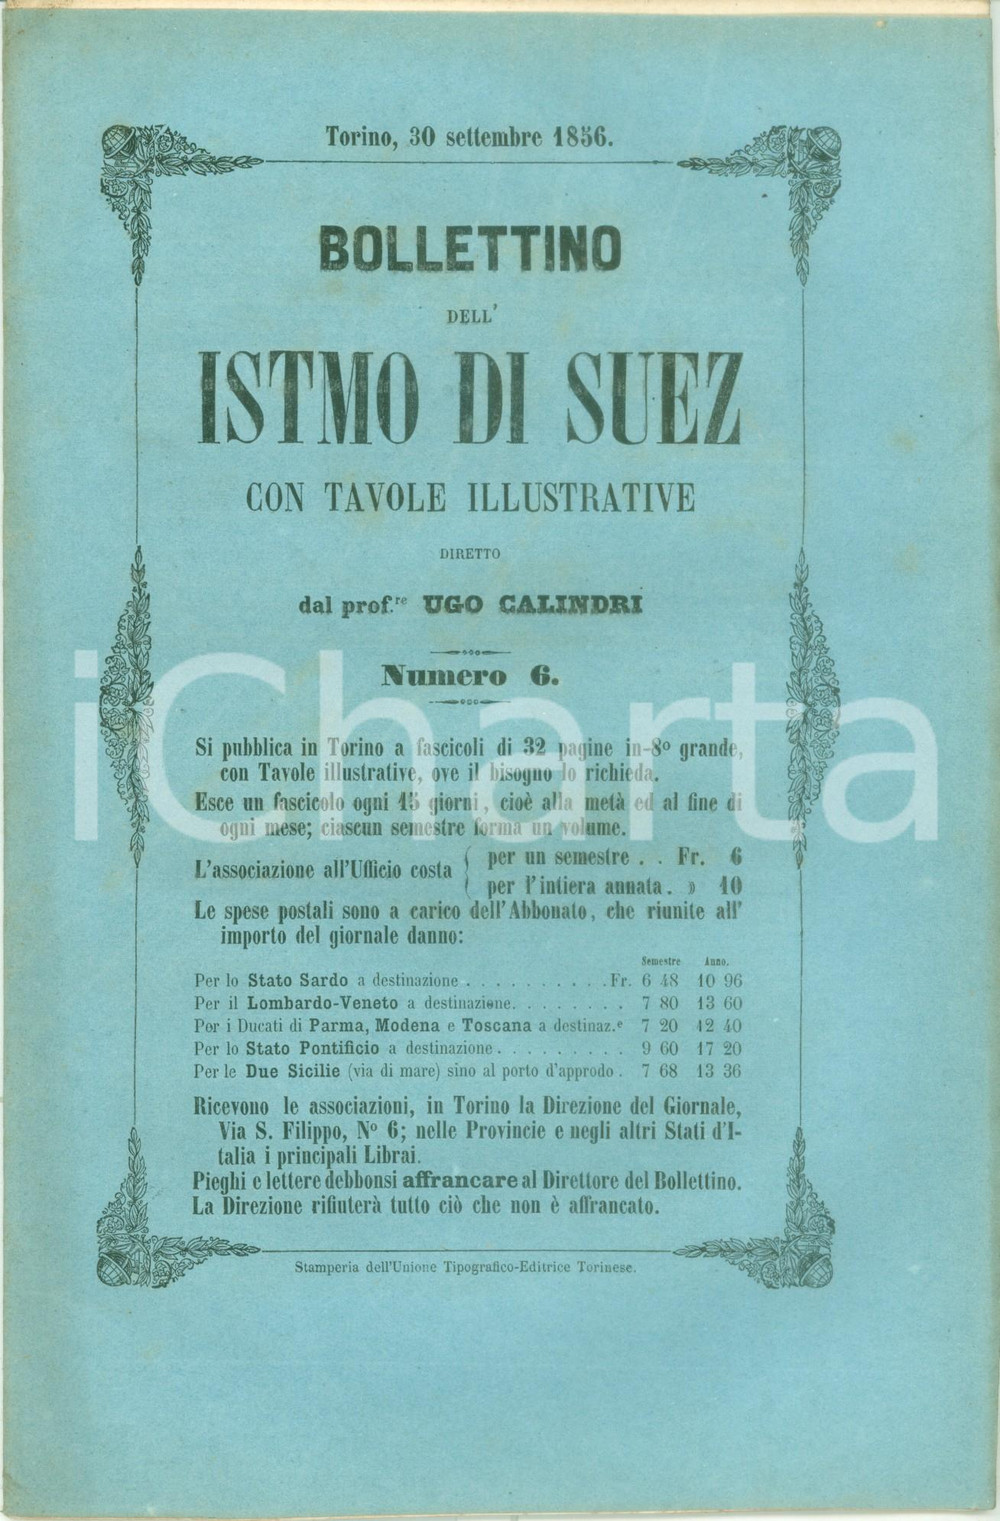 Torino, 30 settembre 1856.
BOLLETTINO
DELL'
ISTMO DI SUEZ
CON TAVOLE ILLUSTRATIVE
DIRETTO
dal prof.re UGO CALINDRI
Numero 6.
Si pubblica in Torino a fascicoli di 32 pagine in-8º grande,
con Tavole illustrative, ove il bisogno lo richieda.
Esce un fascicolo ogni 15 giorni, cioè alla metà ed al fine di
ogni mese; ciascun semestre forma un volume.
L'associazione all'Ufficio costa { per un semestre . . Fr. 6
per l'intiera annata. » 10
Le spese postali sono a carico dell'Abbonato, che riunite all'
importo del giornale danno:
Semestre Anno.
Per lo Stato Sardo a destinazione . . . . . . . . . . . Fr. 6 48 10 96
Per il Lombardo-Veneto a destinazione. . . . . . . . 7 80 13 60
Por i Ducati di Parma, Modena e Toscana a destinaz.e 7 20 12 40
Per lo Stato Pontificio a destinazione . . . . . . . . . 9 60 17 20
Per le Due Sicilie (via di mare) sino al porto d'approdo . 7 68 13 36
Ricevono le associazioni, in Torino la Direzione del Giornale,
Via S. Filippo, Nº 6; nelle Provincie e negli altri Stati d'I-
talia i principali Librai.
Pieghi e lettere debbonsi affrancare al Direttore del Bollettino.
La Direzione rifiuterà tutto ciò che non è affrancato.
Stamperia dell'Unione Tipografico-Editrice Torinese.
iCharta